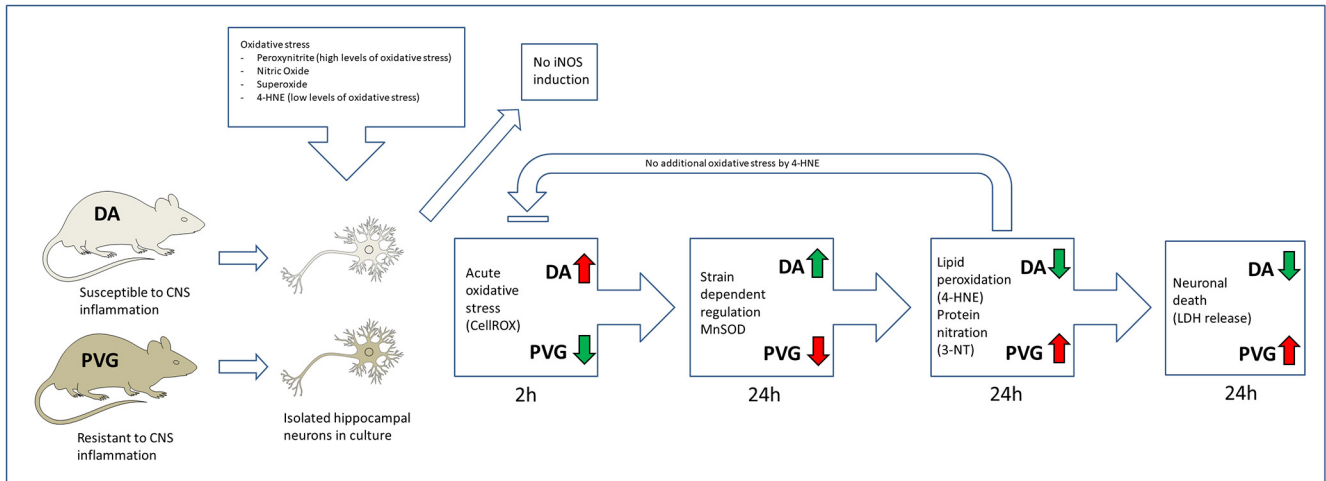 Oxidative stress
- Peroxynitrite (high levels of oxidative stress)
- Nitric Oxide
- Superoxide
- 4-HNE (low levels of oxidative stress)
No iNOS
induction
No additional oxidative stress by 4-HNE
DA
Susceptible to CNS
inflammation
PVG
Resistant to CNS
inflammation
Isolated hippocampal
neurons in culture
Acute
oxidative
stress
(CellROX)
DA
PVG
2h
Strain
dependent
regulation
MnSOD
DA
PVG
24h
Lipid
peroxidation
(4-HNE)
Protein
nitration
(3-NT)
DA
PVG
24h
Neuronal
death
(LDH release)
DA
PVG
24h